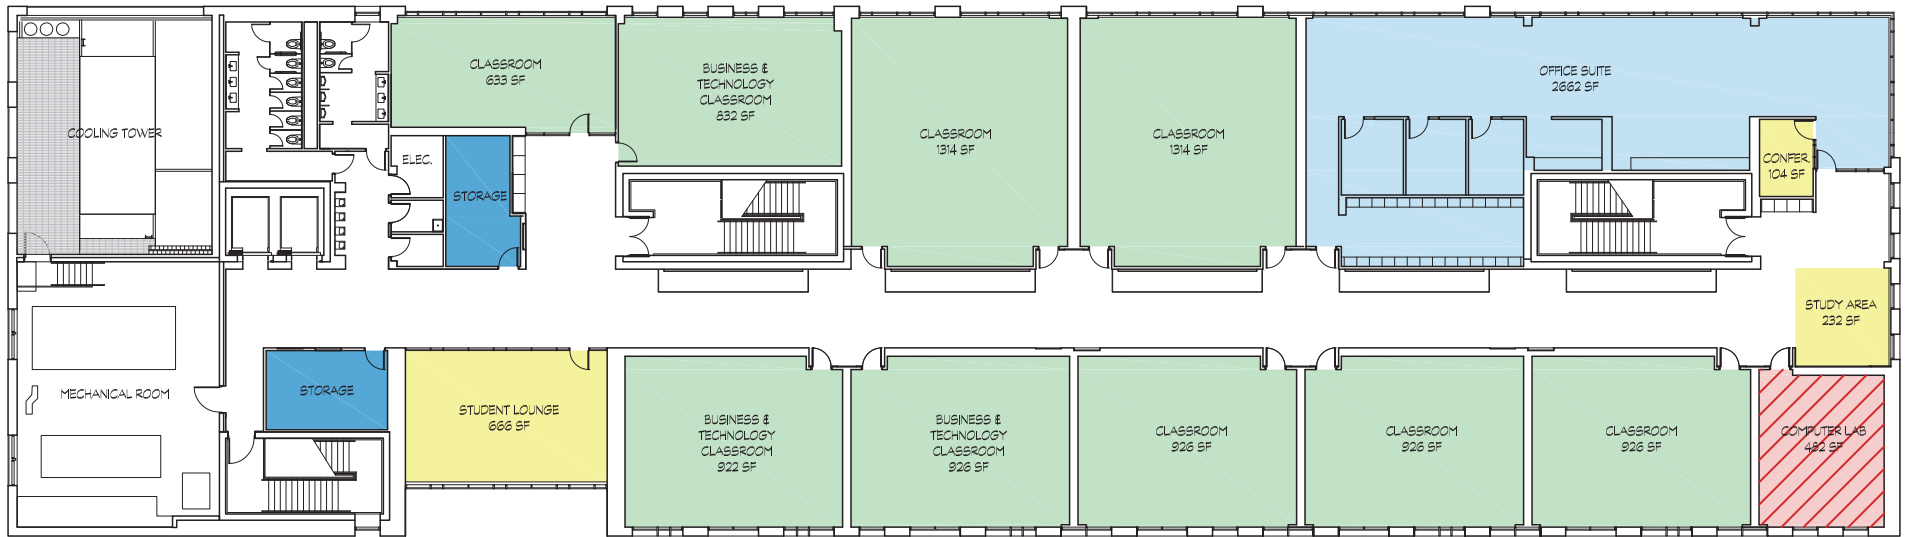 CLASSROOM
633 SF
BUSINESS &
TECHNOLOGY
CLASSROOM
832 SF
CLASSROOM
1314 SF
CLASSROOM
1314 SF
OFFICE SUITE
2662 SF
COOLING TOWER
ELEC.
STORAGE
CONFER.
104 SF
STUDY AREA
232 SF
MECHANICAL ROOM
STORAGE
STUDENT LOUNGE
666 SF
BUSINESS &
TECHNOLOGY
CLASSROOM
922 SF
BUSINESS &
TECHNOLOGY
CLASSROOM
926 SF
CLASSROOM
926 SF
CLASSROOM
926 SF
CLASSROOM
926 SF
COMPUTER LAB
482 SF